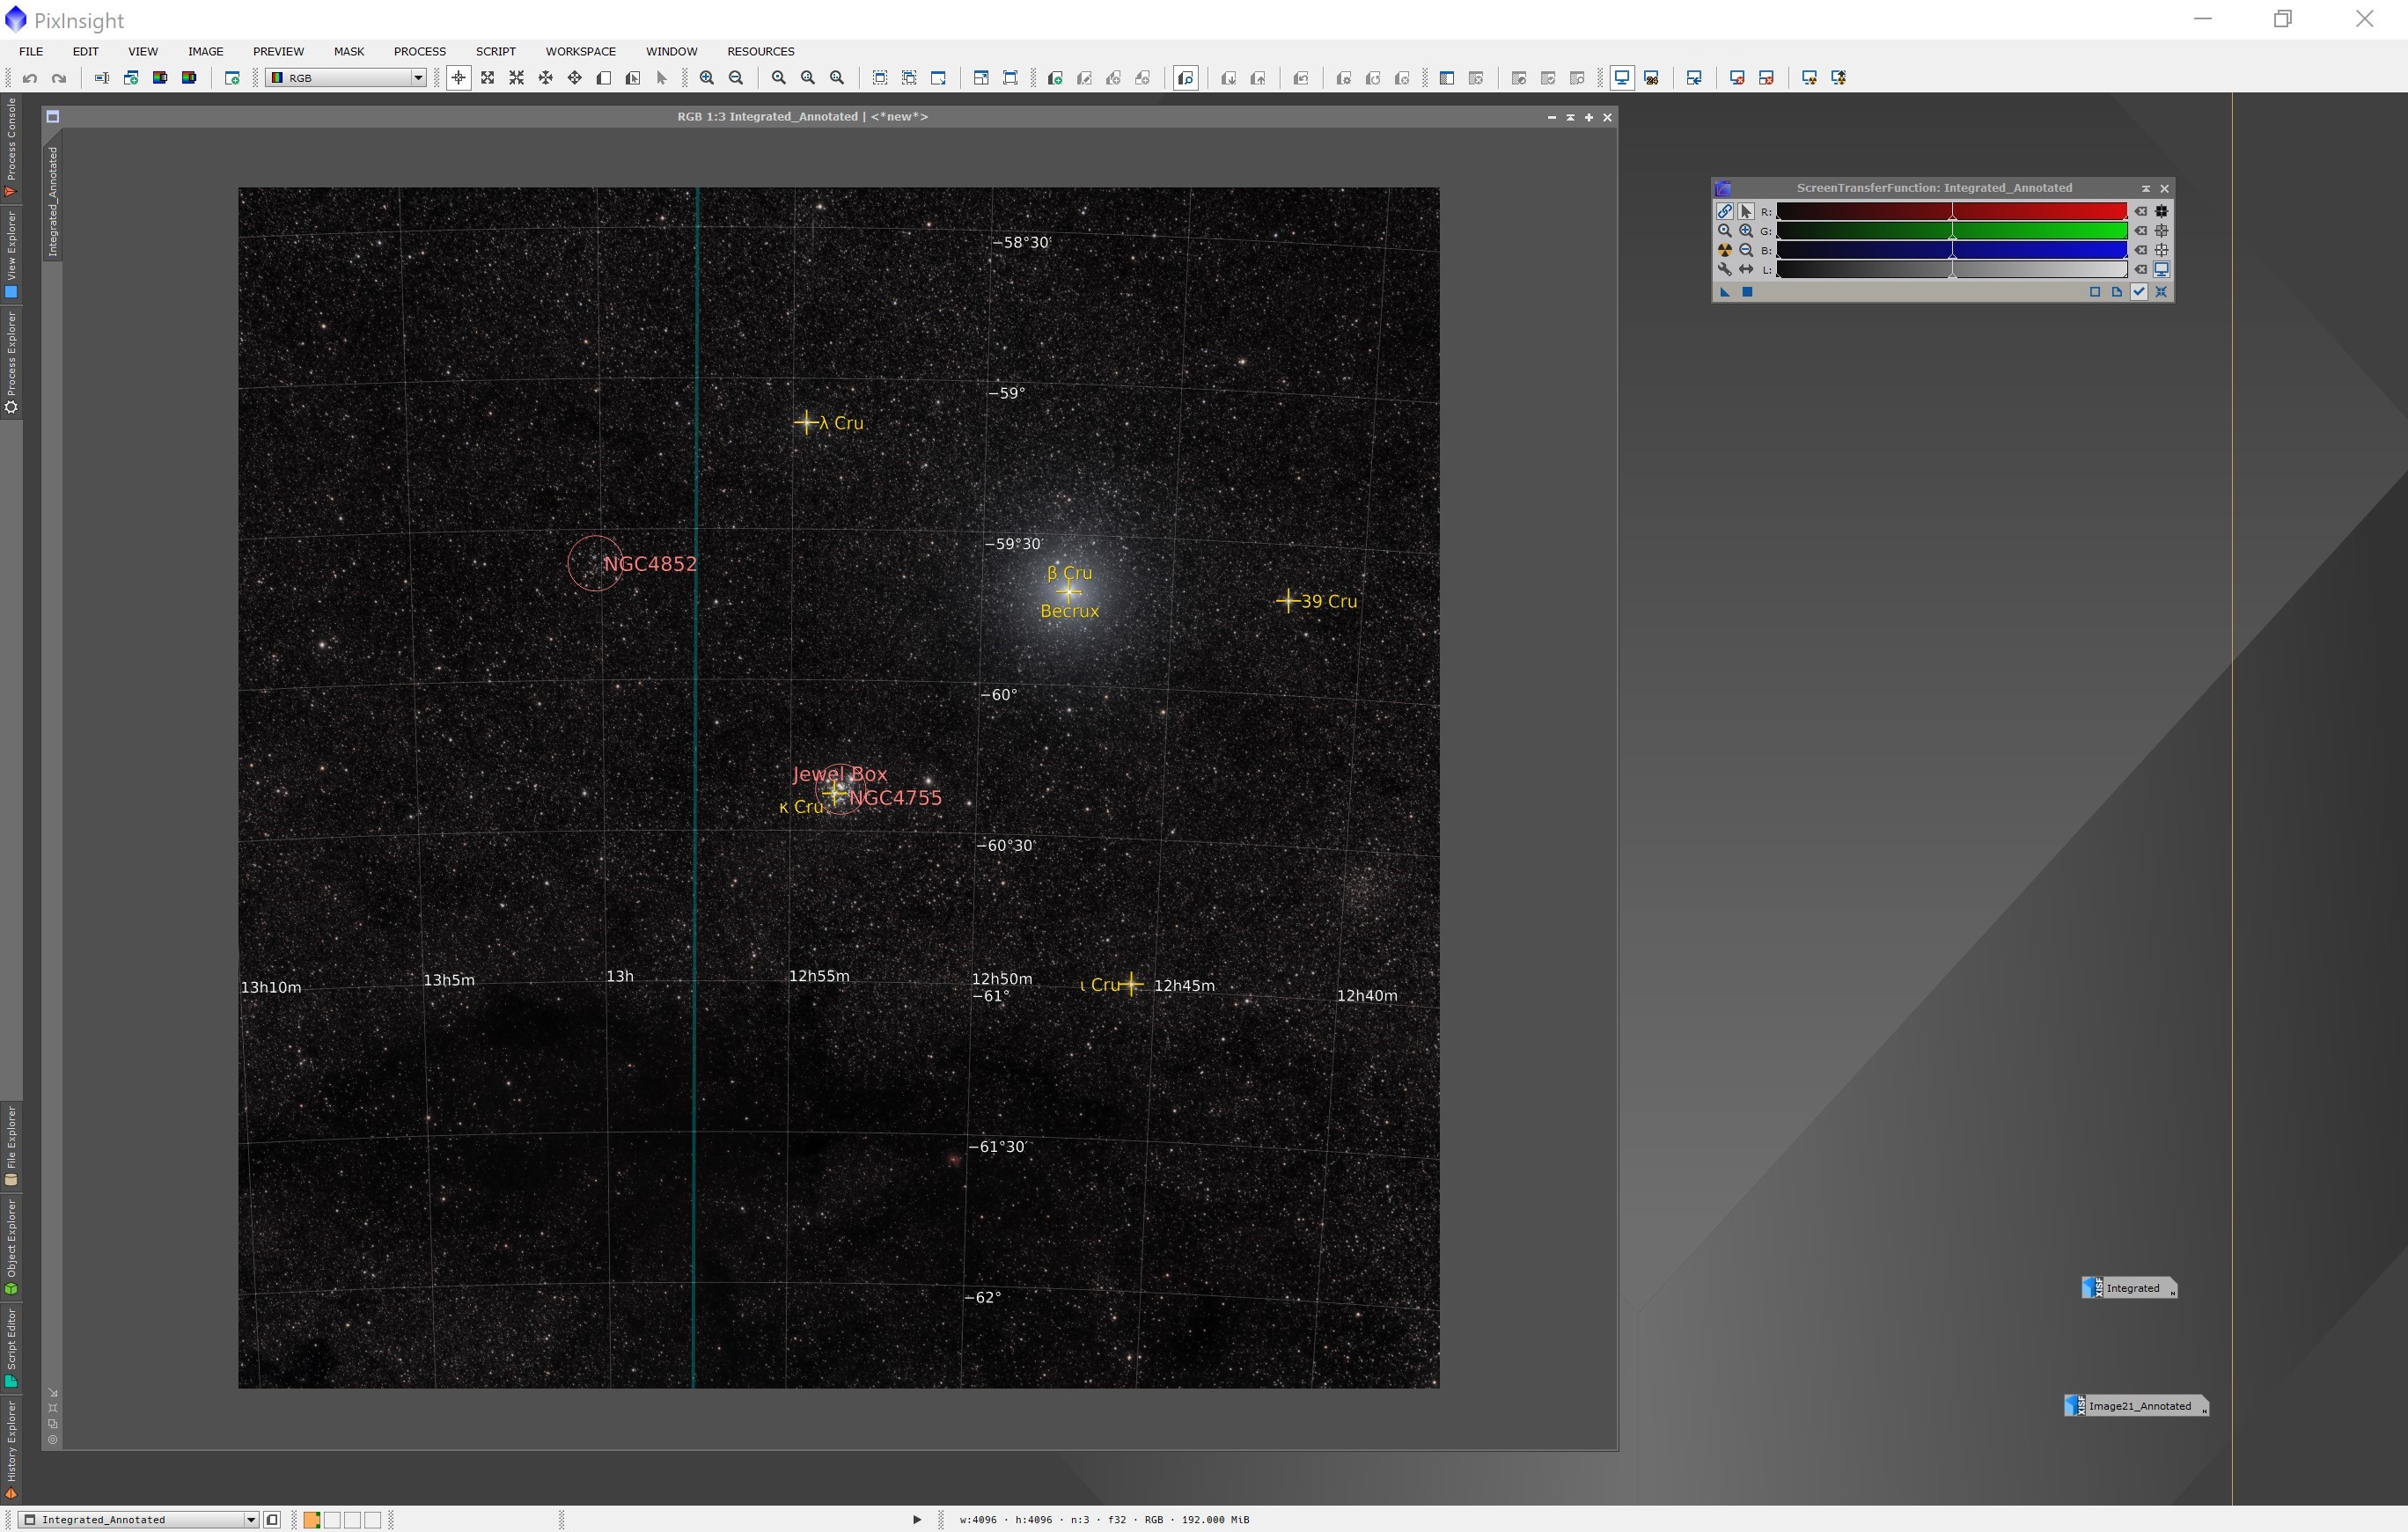 PixInsight
FILE EDIT VIEW IMAGE PREVIEW MASK PROCESS SCRIPT WORKSPACE WINDOW RESOURCES
RGB
Process Console
View Explorer
Process Explorer
File Explorer
Object Explorer
Script Editor
History Explorer
RGB 1:3 Integrated_Annotated | <*new*>
Integrated_Annotated
−58°30′
−59°
λ Cru
−59°30′
NGC4852
β Cru
Becrux
39 Cru
−60°
Jewel Box
NGC4755
κ Cru
−60°30′
13h10m
13h5m
13h
12h55m
12h50m
−61°
ι Cru
12h45m
12h40m
−61°30′
−62°
ScreenTransferFunction: Integrated_Annotated
R:
G:
B:
L:
XISF Integrated N
XISF Image21_Annotated N
Integrated_Annotated
w:4096 · h:4096 · n:3 · f32 · RGB · 192.000 MiB